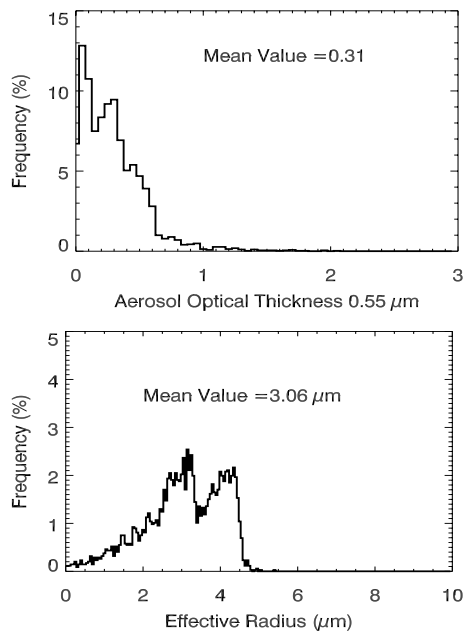 15
Mean Value =0.31
10
Frequency (%)
5
0
0 1 2 3
Aerosol Optical Thickness 0.55 μm
5
4
Mean Value =3.06 μm
3
Frequency (%)
2
1
0
0 2 4 6 8 10
Effective Radius (μm)